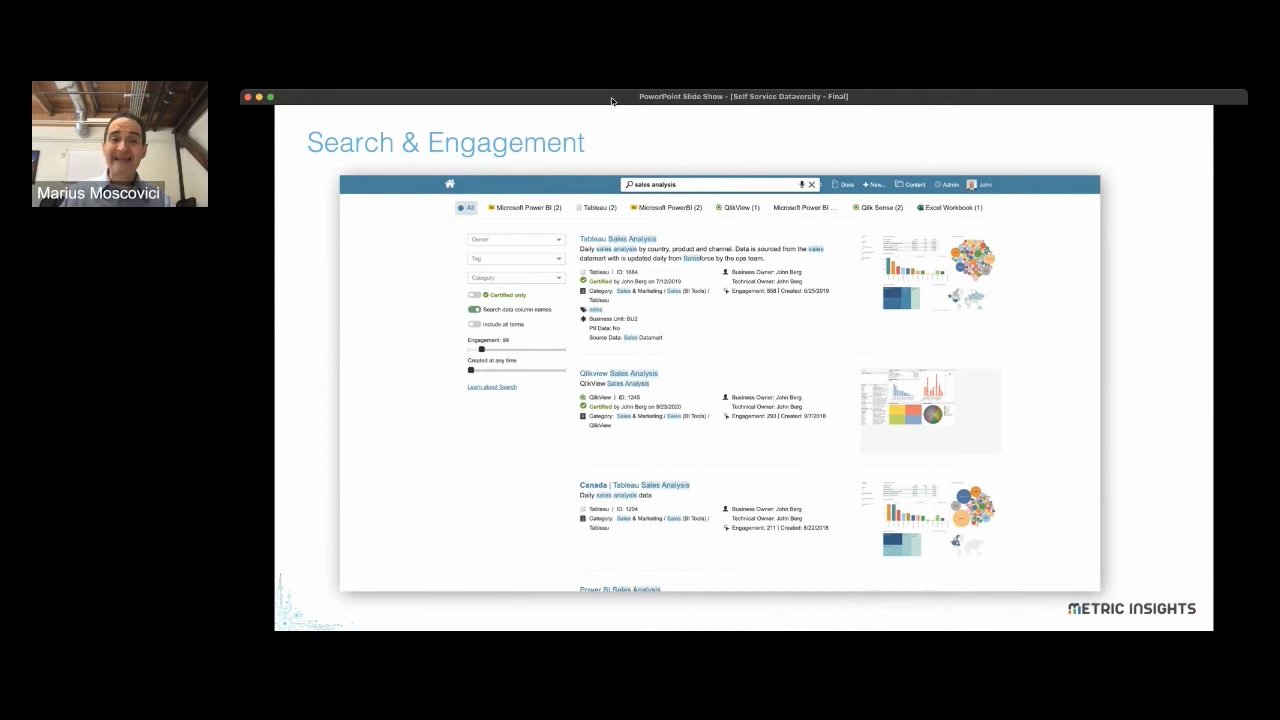 PowerPoint Slide Show - [Self Service Dataversity - Final]
Marius Moscovici
Search & Engagement
sales analysis
Docs
New...
Content
Admin
John
All
Microsoft Power BI (2)
Tableau (2)
Microsoft PowerBI (2)
QlikView (1)
Microsoft Power BI ...
Qlik Sense (2)
Excel Workbook (1)
Owner
Tag
Category
Certified only
Search data column names
Include all terms
Engagement: 99
Created at any time
Learn about Search
Tableau Sales Analysis
Daily sales analysis by country, product and channel. Data is sourced from the sales
datamart with is updated daily from Salesforce by the ops team.
Tableau | ID: 1684
Certified by John Berg on 7/12/2019
Category: Sales & Marketing / Sales (BI Tools) /
Tableau
sales
Business Unit: BU2
PII Data: No
Source Data: Sales Datamart
Business Owner: John Berg
Technical Owner: John Berg
Engagement: 858 | Created: 6/25/2019
Qlikview Sales Analysis
QlikView Sales Analysis
QlikView | ID: 1245
Certified by John Berg on 9/23/2020
Category: Sales & Marketing / Sales (BI Tools) /
QlikView
Business Owner: John Berg
Technical Owner: John Berg
Engagement: 293 | Created: 9/7/2018
Canada | Tableau Sales Analysis
Daily sales analysis data
Tableau | ID: 1204
Category: Sales & Marketing / Sales (BI Tools) /
Tableau
Business Owner: John Berg
Technical Owner: John Berg
Engagement: 211 | Created: 8/22/2018
Power BI Sales Analysis
METRIC INSIGHTS